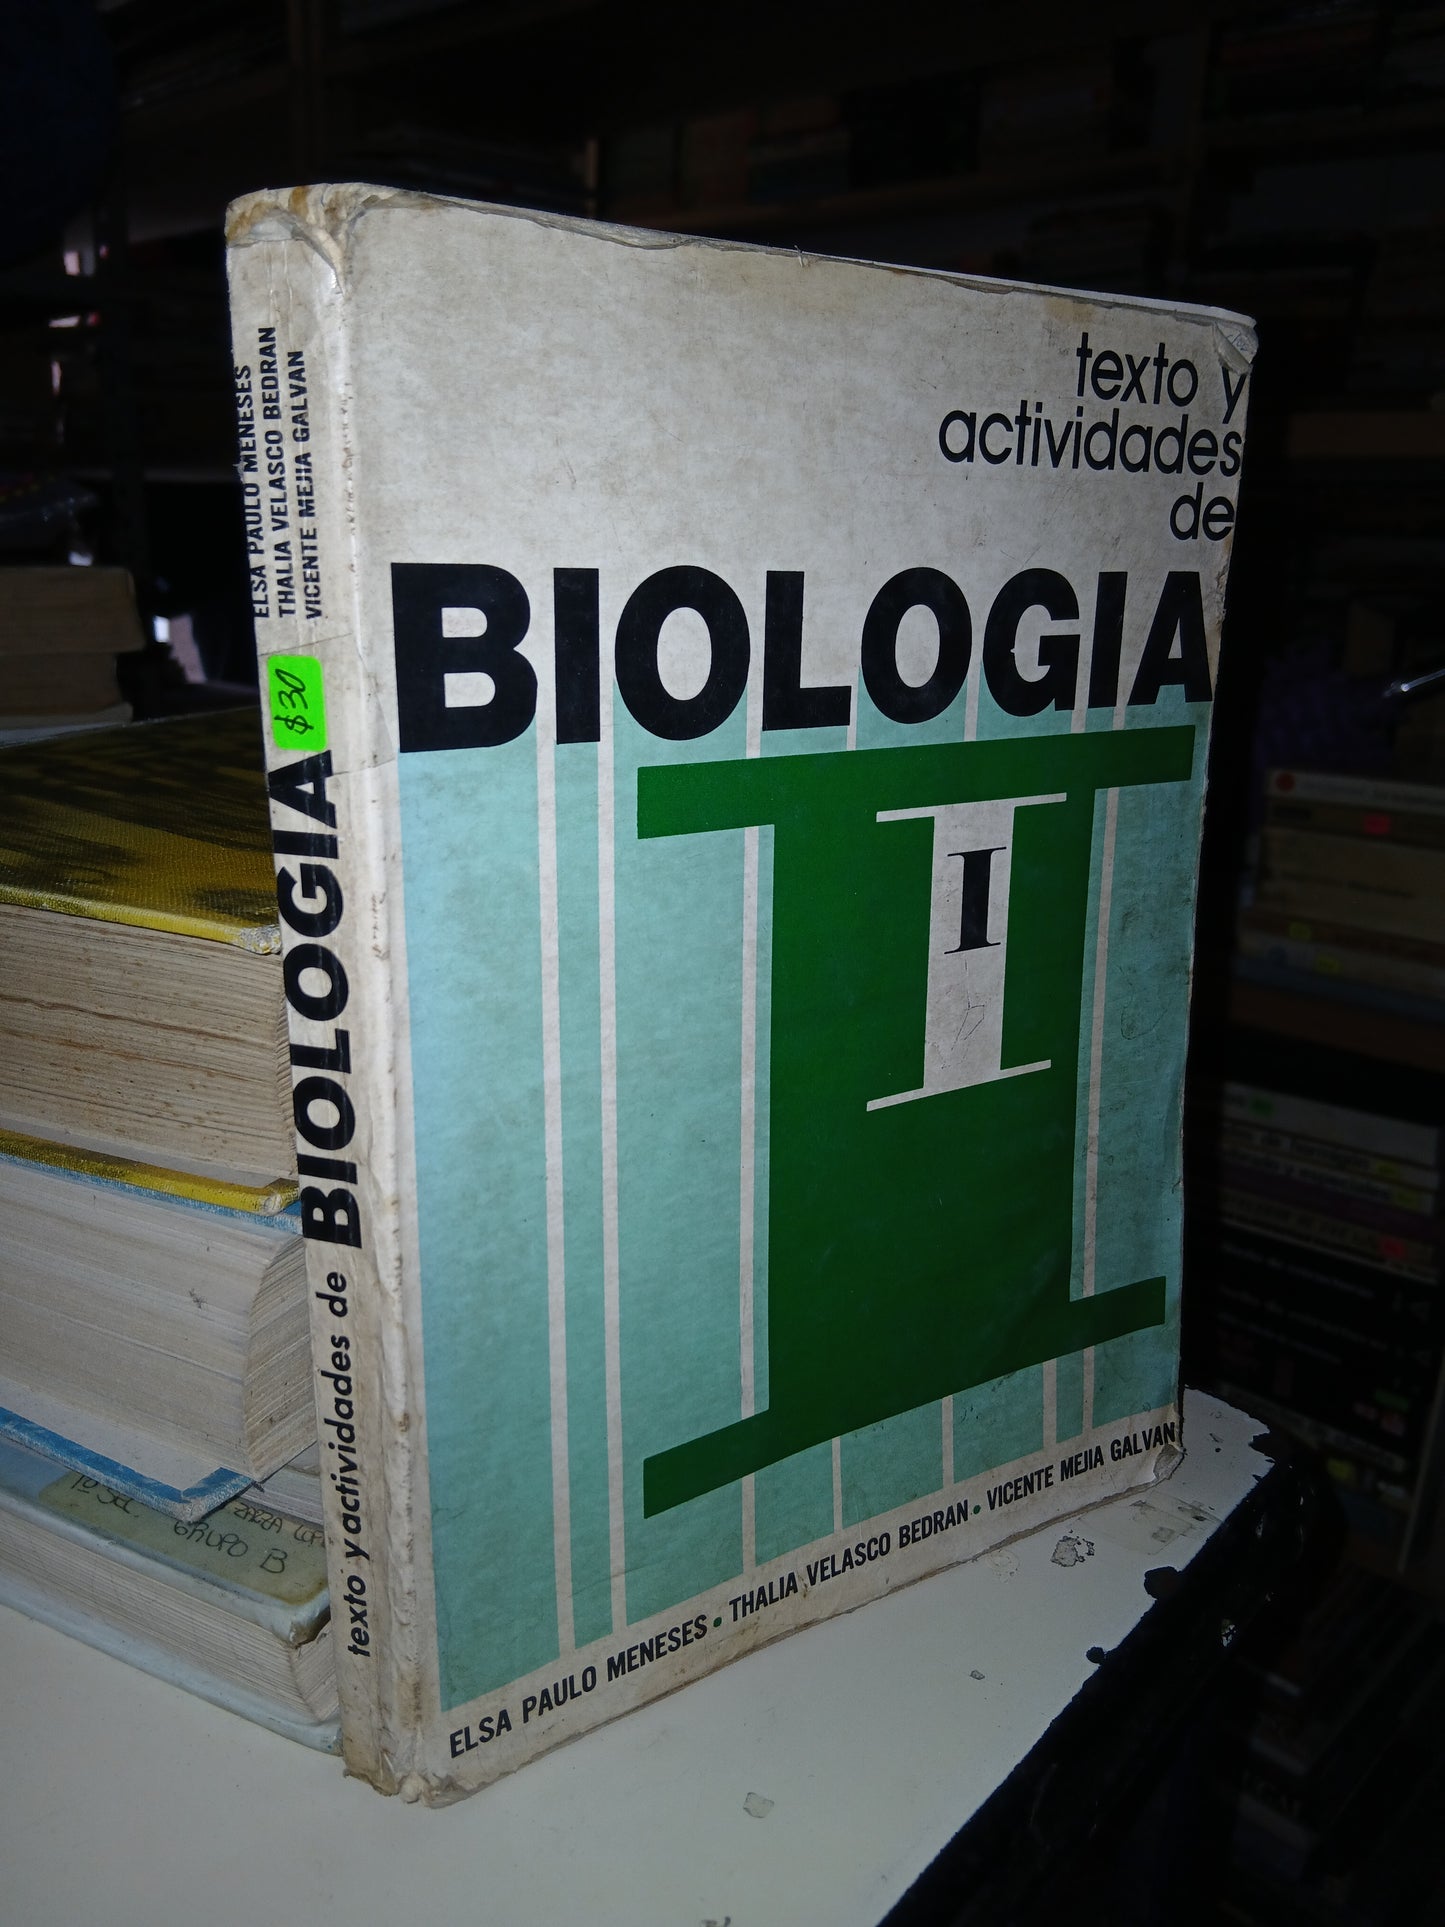 texto y
actividades
de
BIOLOGIA
I
ELSA PAULO MENESES • THALIA VELASCO BEDRAN • VICENTE MEJIA GALVAN
ELSA PAULO MENESES
THALIA VELASCO BEDRAN
VICENTE MEJIA GALVAN
$30
texto y actividades de BIOLOGIA
GRUPO B